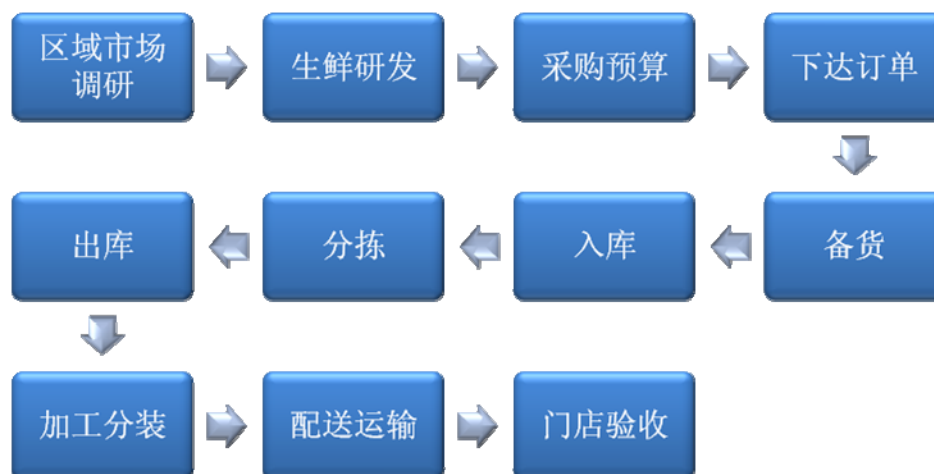 区域市场
调研
生鲜研发
采购预算
下达订单
备货
入库
分拣
出库
加工分装
配送运输
门店验收